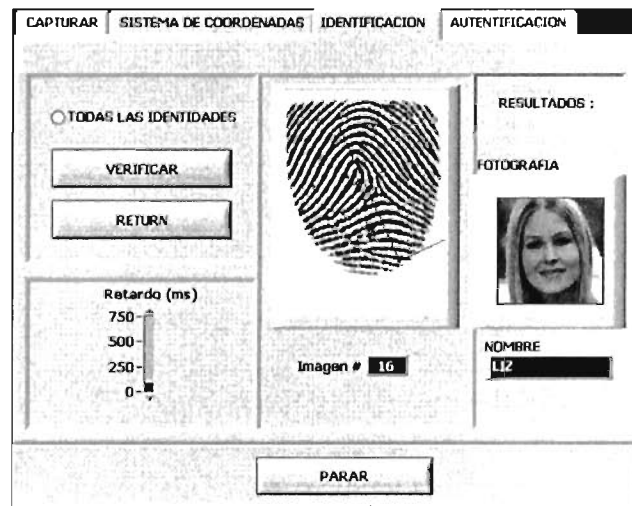 CAPTURAR SISTEMA DE COORDENADAS IDENTIFICACION AUTENTIFICACION
TODAS LAS IDENTIDADES
VERIFICAR
RETURN
Retardo (ms)
750
500
250
0
Imagen # 16
RESULTADOS :
FOTOGRAFIA
NOMBRE
LIZ
PARAR